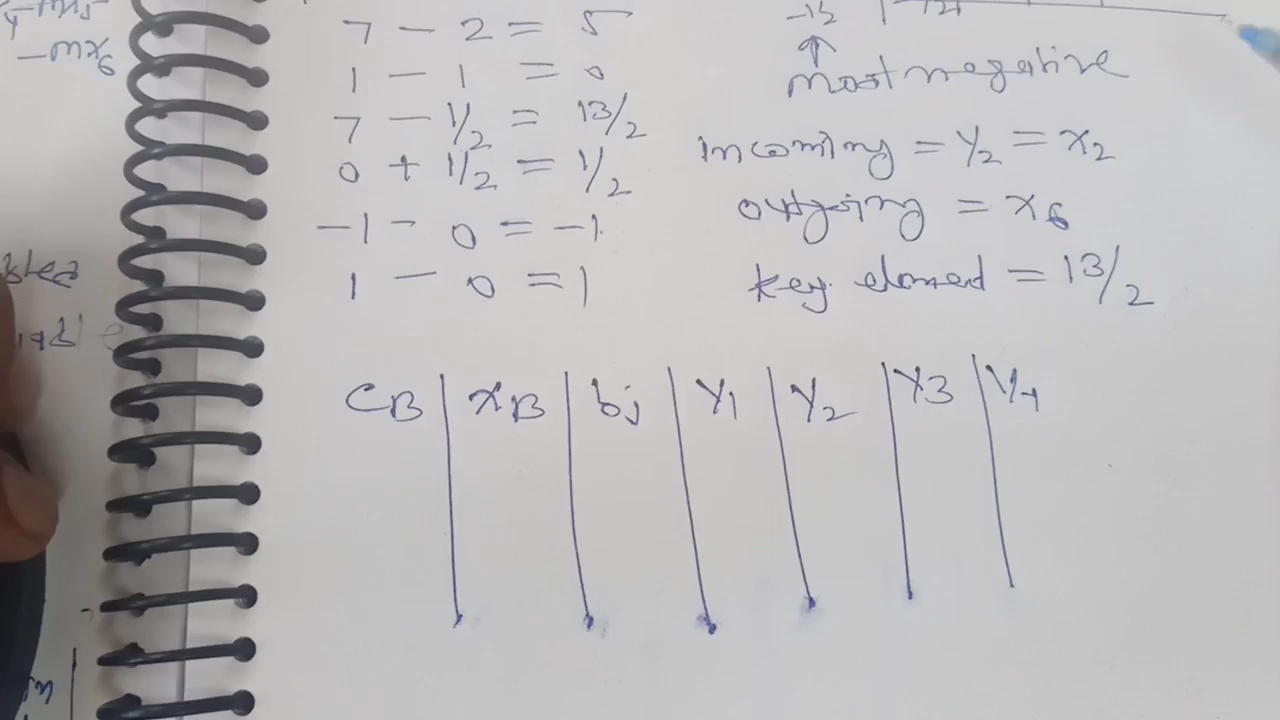 -mx6
7 - 2 = 5
1 - 1 = 0
7 - 1/2 = 13/2
0 + 1/2 = 1/2
-1 - 0 = -1
1 - 0 = 1
most negative
incoming = y2 = x2
outgoing = x6
key element = 13/2
CB | xB | bj | y1 | y2 | y3 | y4